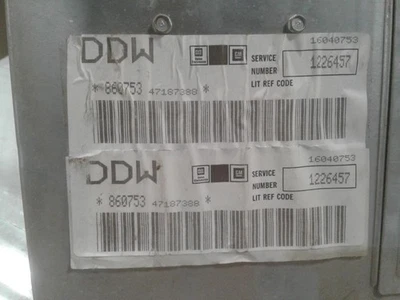 DDW
16040753
SERVICE
NUMBER
1226457
* 860753 47187388 *
LIT REF CODE
DDW
16040753
SERVICE
NUMBER
1226457
* 860753 47187388 *
LIT REF CODE